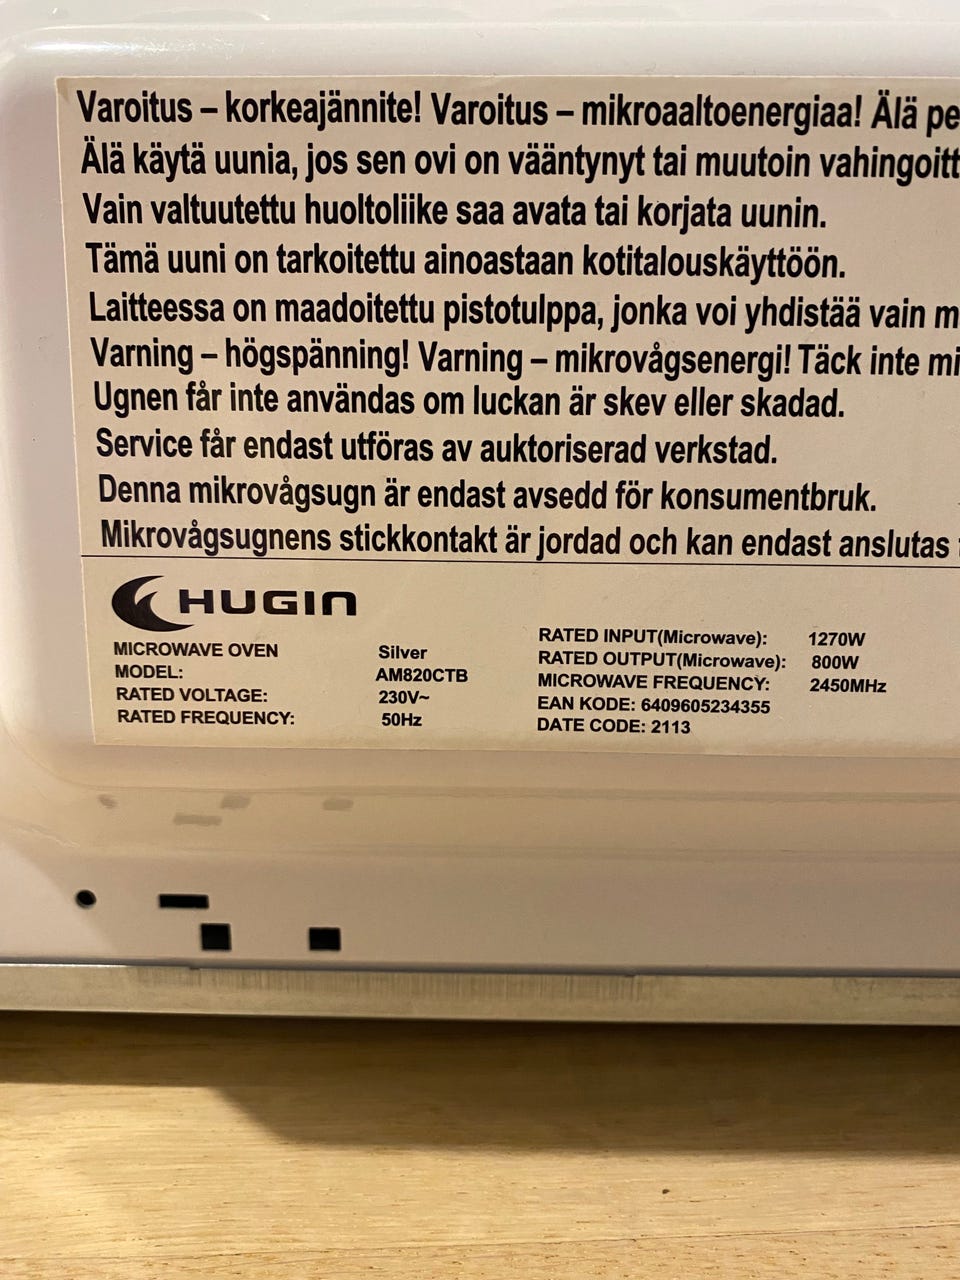 Varoitus – korkeajännite! Varoitus – mikroaaltoenergiaa! Älä
Älä käytä uunia, jos sen ovi on vääntynyt tai muutoin
Vain valtuutettu huoltoliike saa avata tai korjata uunin.
Tämä uuni on tarkoitettu ainoastaan kotitalouskäyttöön.
Laitteessa on maadoitettu pistotulppa, jonka voi yhdistää vain
Varning – högspänning! Varning – mikrovågsenergi! Täck inte
Ugnen får inte användas om luckan är skev eller skadad.
Service får endast utföras av auktoriserad verkstad.
Denna mikrovågsugn är endast avsedd för konsumentbruk.
Mikrovågsugnens stickkontakt är jordad och kan endast anslutas
HUGIN
MICROWAVE OVEN Silver
MODEL: AM820CTB
RATED VOLTAGE: 230V~
RATED FREQUENCY: 50Hz
RATED INPUT(Microwave): 1270W
RATED OUTPUT(Microwave): 800W
MICROWAVE FREQUENCY: 2450MHz
EAN KODE: 6409605234355
DATE CODE: 2113